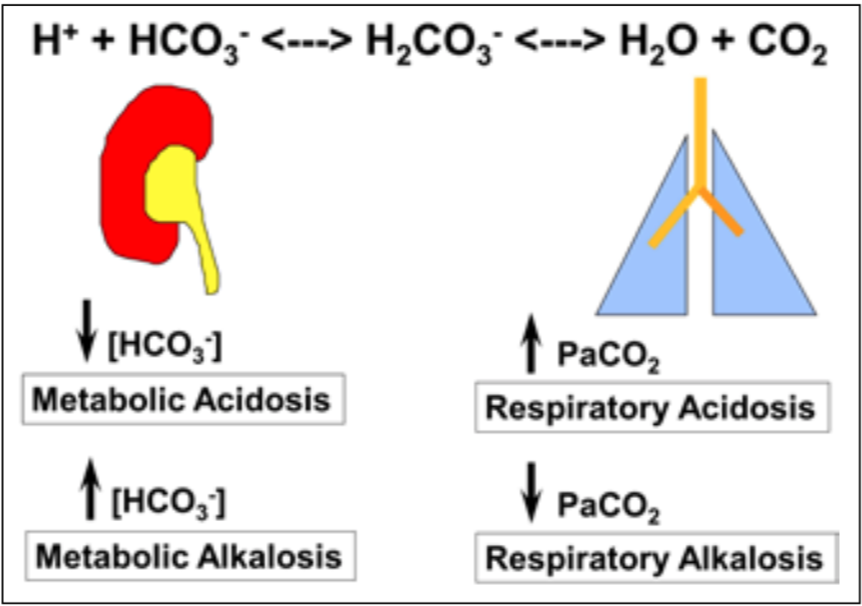 H⁺ + HCO₃⁻ <---> H₂CO₃⁻ <---> H₂O + CO₂
[HCO₃⁻]
Metabolic Acidosis
[HCO₃⁻]
Metabolic Alkalosis
PaCO₂
Respiratory Acidosis
PaCO₂
Respiratory Alkalosis